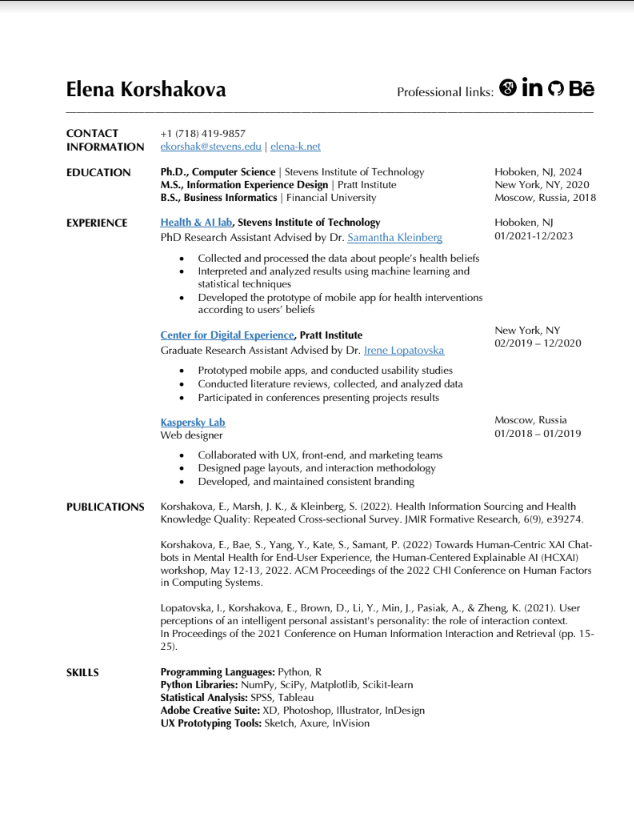 Elena Korshakova
Professional links: in Bē
CONTACT INFORMATION
+1 (718) 419-9857
ekorshak@stevens.edu | elena-k.net
EDUCATION
Ph.D., Computer Science | Stevens Institute of Technology Hoboken, NJ, 2024
M.S., Information Experience Design | Pratt Institute New York, NY, 2020
B.S., Business Informatics | Financial University Moscow, Russia, 2018
EXPERIENCE
Health & AI lab, Stevens Institute of Technology Hoboken, NJ
PhD Research Assistant Advised by Dr. Samantha Kleinberg 01/2021-12/2023
• Collected and processed the data about people's health beliefs
• Interpreted and analyzed results using machine learning and
statistical techniques
• Developed the prototype of mobile app for health interventions
according to users' beliefs
Center for Digital Experience, Pratt Institute New York, NY
Graduate Research Assistant Advised by Dr. Irene Lopatovska 02/2019 – 12/2020
• Prototyped mobile apps, and conducted usability studies
• Conducted literature reviews, collected, and analyzed data
• Participated in conferences presenting projects results
Kaspersky Lab Moscow, Russia
Web designer 01/2018 – 01/2019
• Collaborated with UX, front-end, and marketing teams
• Designed page layouts, and interaction methodology
• Developed, and maintained consistent branding
PUBLICATIONS
Korshakova, E., Marsh, J. K., & Kleinberg, S. (2022). Health Information Sourcing and Health
Knowledge Quality: Repeated Cross-sectional Survey. JMIR Formative Research, 6(9), e39274.
Korshakova, E., Bae, S., Yang, Y., Kate, S., Samant, P. (2022) Towards Human-Centric XAI Chat-
bots in Mental Health for End-User Experience, the Human-Centered Explainable AI (HCXAI)
workshop, May 12-13, 2022. ACM Proceedings of the 2022 CHI Conference on Human Factors
in Computing Systems.
Lopatovska, I., Korshakova, E., Brown, D., Li, Y., Min, J., Pasiak, A., & Zheng, K. (2021). User
perceptions of an intelligent personal assistant's personality: the role of interaction context.
In Proceedings of the 2021 Conference on Human Information Interaction and Retrieval (pp. 15-
25).
SKILLS
Programming Languages: Python, R
Python Libraries: NumPy, SciPy, Matplotlib, Scikit-learn
Statistical Analysis: SPSS, Tableau
Adobe Creative Suite: XD, Photoshop, Illustrator, InDesign
UX Prototyping Tools: Sketch, Axure, InVision